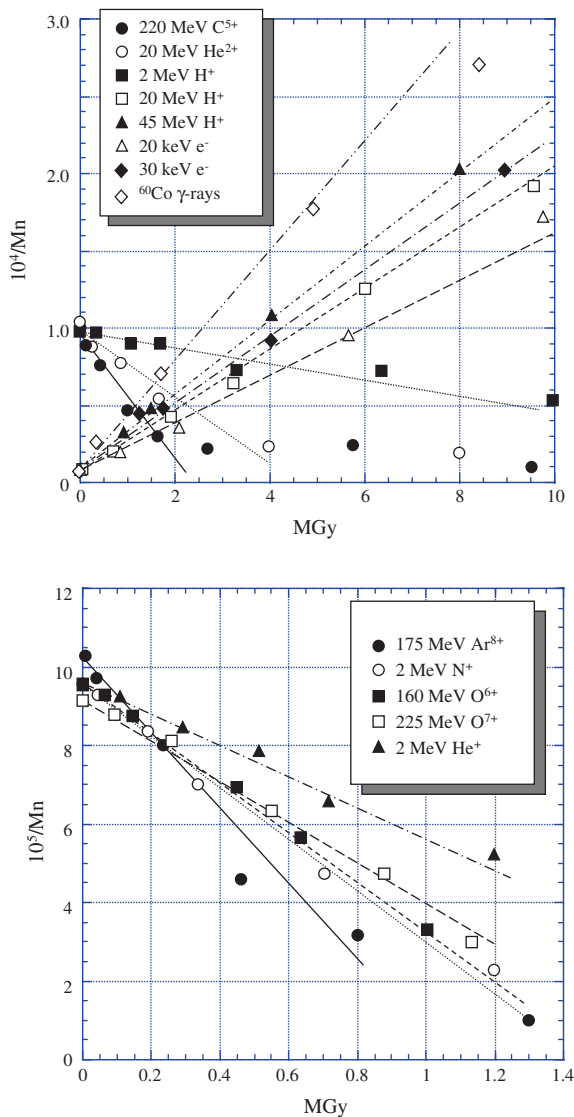 3.0
2.0
1.0
0
10⁴/Mn
220 MeV C⁵⁺
20 MeV He²⁺
2 MeV H⁺
20 MeV H⁺
45 MeV H⁺
20 keV e⁻
30 keV e⁻
⁶⁰Co γ-rays
0 2 4 6 8 10
MGy
12
10
8
6
4
2
0
10⁵/Mn
175 MeV Ar⁸⁺
2 MeV N⁺
160 MeV O⁶⁺
225 MeV O⁷⁺
2 MeV He⁺
0 0.2 0.4 0.6 0.8 1 1.2 1.4
MGy